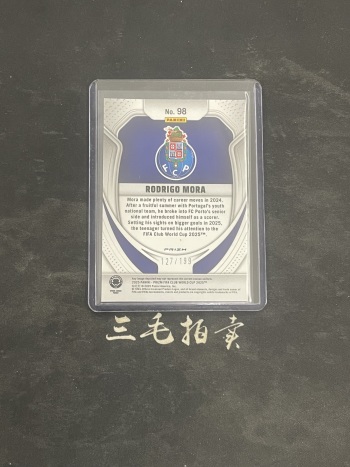 No. 98
PANINI
FCP
RODRIGO MORA
Mora made plenty of career moves in 2024.
After a fruitful summer with Portugal's youth
national team, he broke into FC Porto's senior
side and introduced himself as a scorer.
Setting his sights on bigger goals in 2025,
the teenager turned his attention to the
FIFA Club World Cup 2025™.
PRIZM
127/199
三毛拍卖